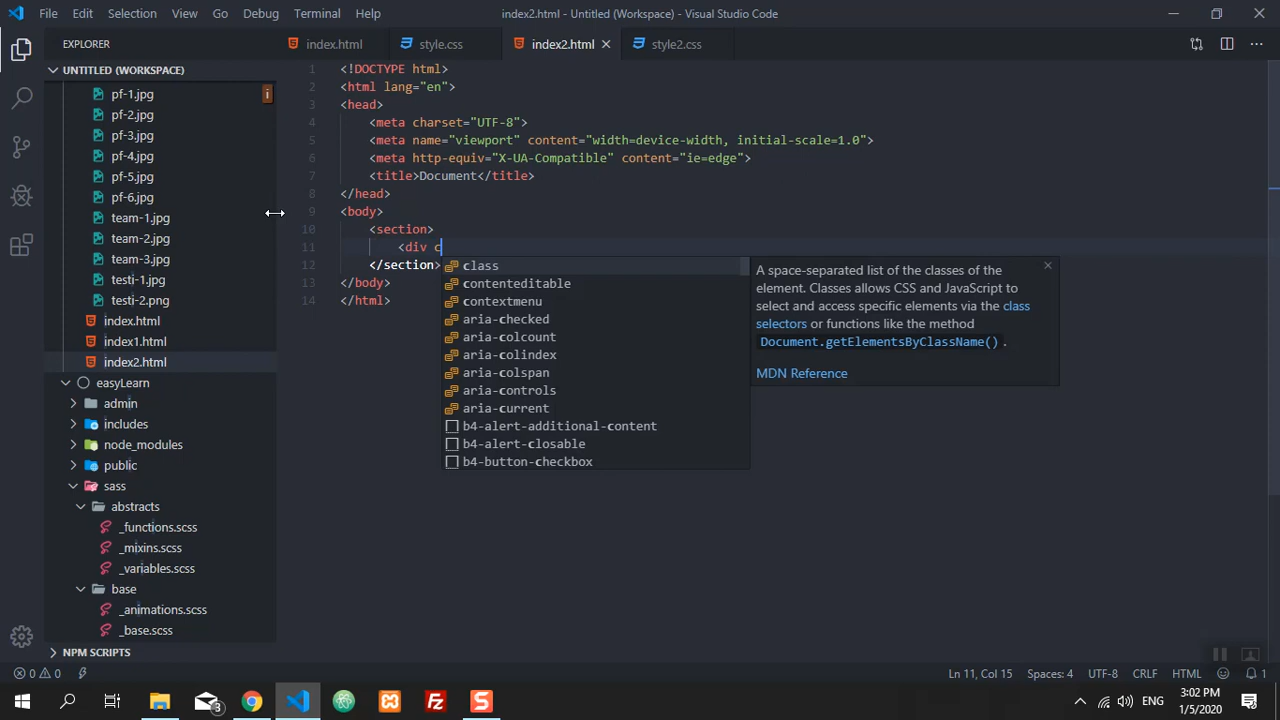 File Edit Selection View Go Debug Terminal Help
index2.html - Untitled (Workspace) - Visual Studio Code
EXPLORER
index.html
style.css
index2.html
style2.css
UNTITLED (WORKSPACE)
pf-1.jpg
i
pf-2.jpg
pf-3.jpg
pf-4.jpg
pf-5.jpg
pf-6.jpg
team-1.jpg
team-2.jpg
team-3.jpg
testi-1.jpg
testi-2.png
index.html
index1.html
index2.html
easyLearn
admin
includes
node_modules
public
sass
abstracts
_functions.scss
_mixins.scss
_variables.scss
base
_animations.scss
_base.scss
NPM SCRIPTS
1 <!DOCTYPE html>
2 <html lang="en">
3 <head>
4 <meta charset="UTF-8">
5 <meta name="viewport" content="width=device-width, initial-scale=1.0">
6 <meta http-equiv="X-UA-Compatible" content="ie=edge">
7 <title>Document</title>
8 </head>
9 <body>
10 <section>
11 <div c
12 </section>
13 </body>
14 </html>
class
contenteditable
contextmenu
aria-checked
aria-colcount
aria-colindex
aria-colspan
aria-controls
aria-current
b4-alert-additional-content
b4-alert-closable
b4-button-checkbox
A space-separated list of the classes of the
element. Classes allows CSS and JavaScript to
select and access specific elements via the class
selectors or functions like the method
Document.getElementsByClassName().
MDN Reference
0 0
Ln 11, Col 15 Spaces: 4 UTF-8 CRLF HTML 1
3
ENG
3:02 PM
1/5/2020